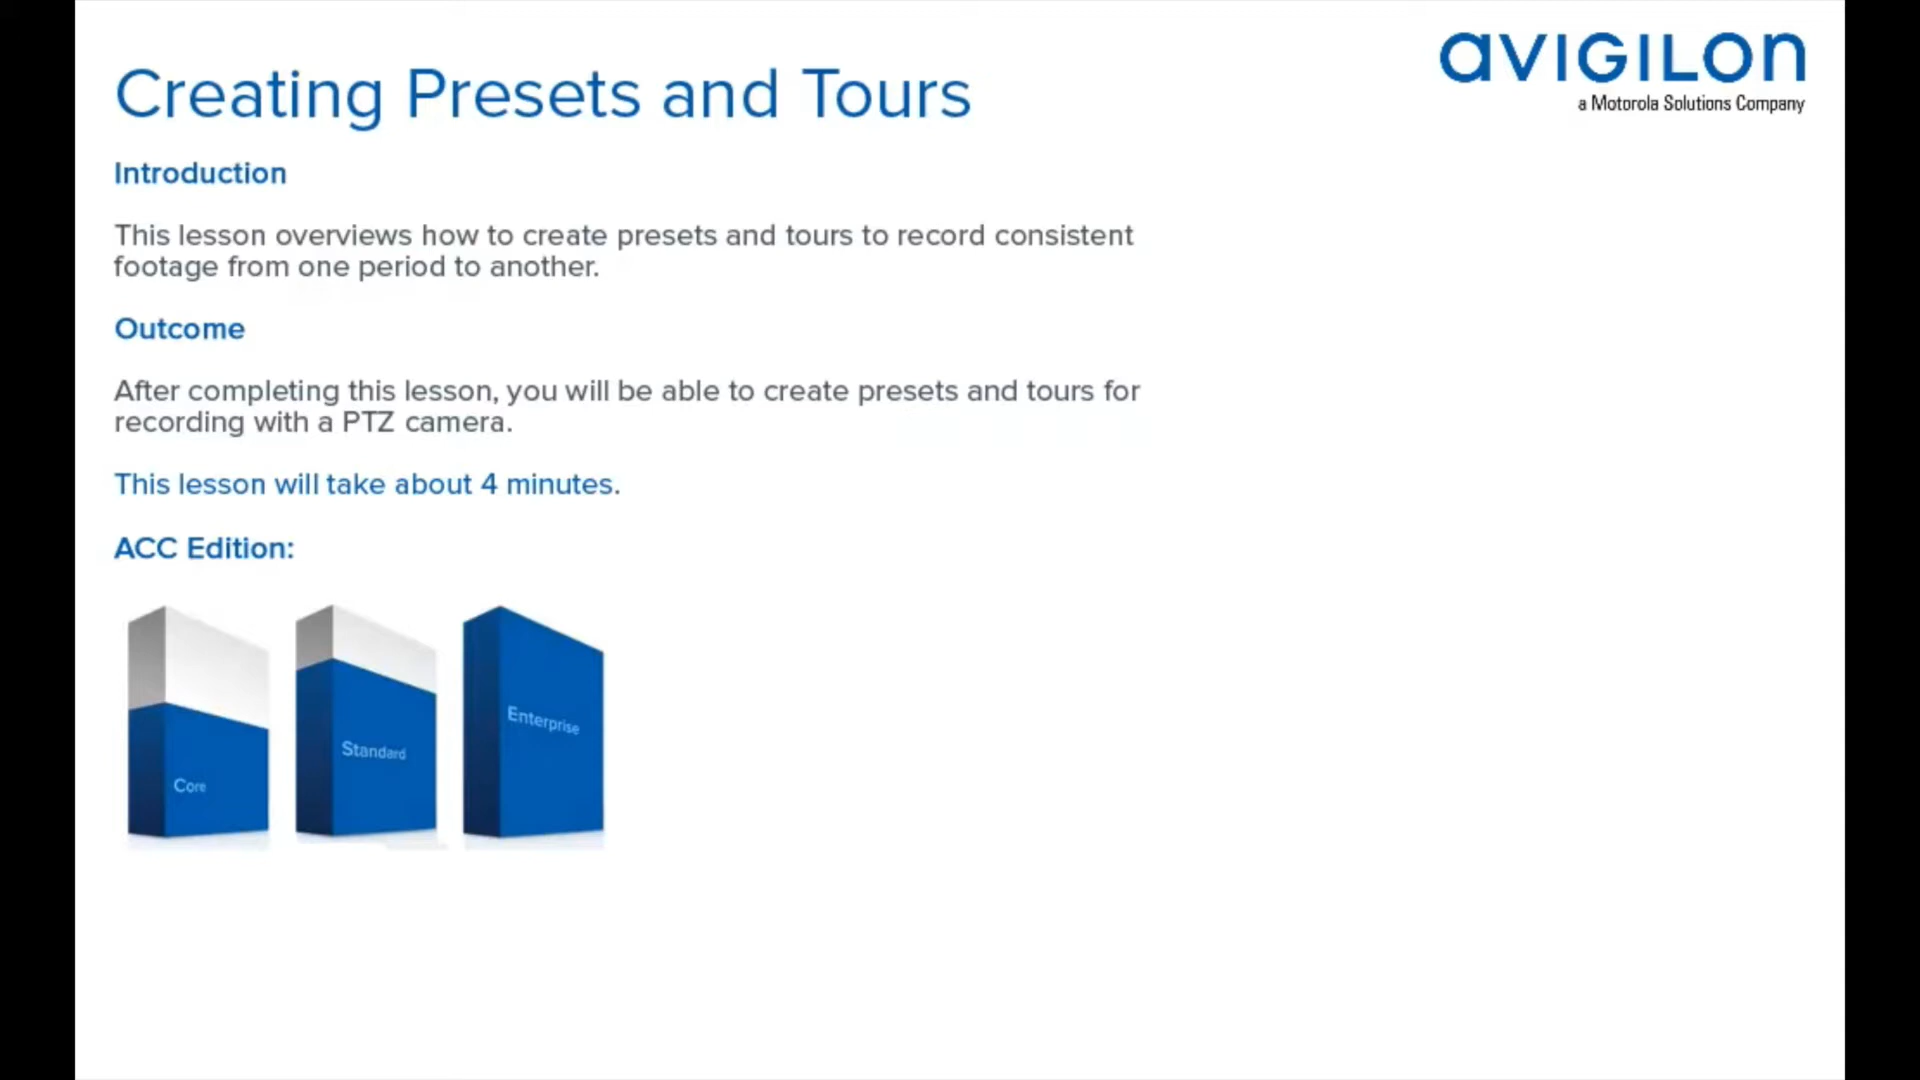 avigilon
a Motorola Solutions Company
Creating Presets and Tours
Introduction
This lesson overviews how to create presets and tours to record consistent
footage from one period to another.
Outcome
After completing this lesson, you will be able to create presets and tours for
recording with a PTZ camera.
This lesson will take about 4 minutes.
ACC Edition:
Core
Standard
Enterprise